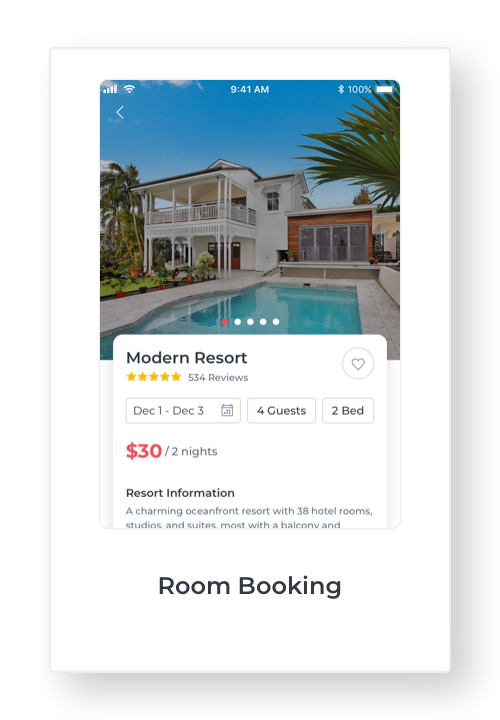 9:41 AM
100%
Modern Resort
534 Reviews
Dec 1 - Dec 3
4 Guests
2 Bed
$30 / 2 nights
Resort Information
A charming oceanfront resort with 38 hotel rooms,
studios, and suites, most with a balcony and
Room Booking